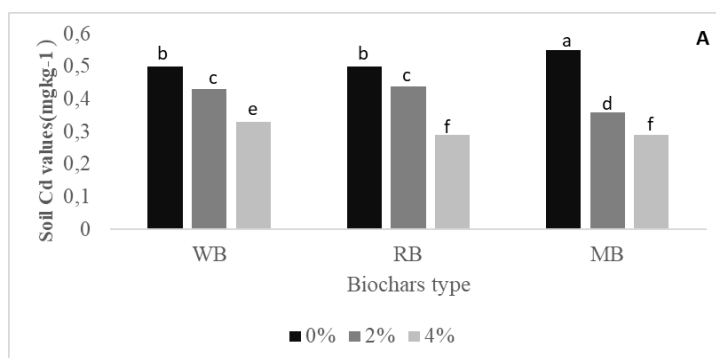 A
Soil Cd values(mgkg-1 )
0,6
0,5
0,4
0,3
0,2
0,1
0
b
c
e
b
c
f
a
d
f
WB RB MB
Biochars type
0% 2% 4%